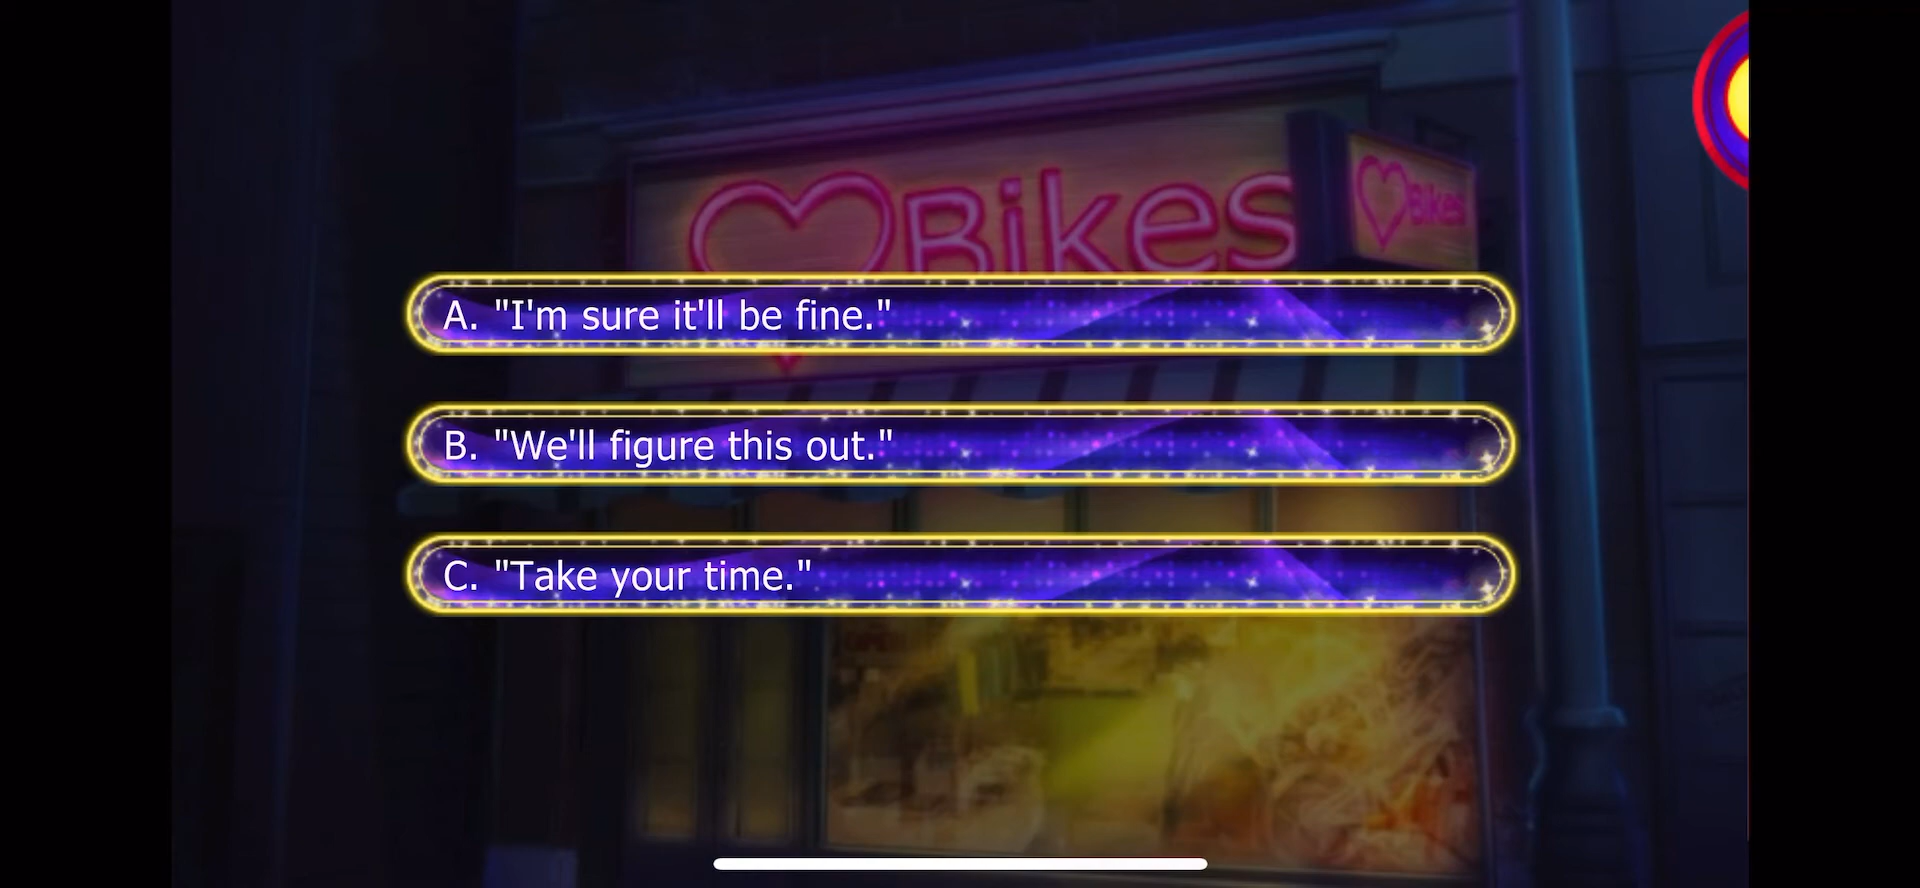 Bikes
Bikes
A. "I'm sure it'll be fine."
B. "We'll figure this out."
C. "Take your time."